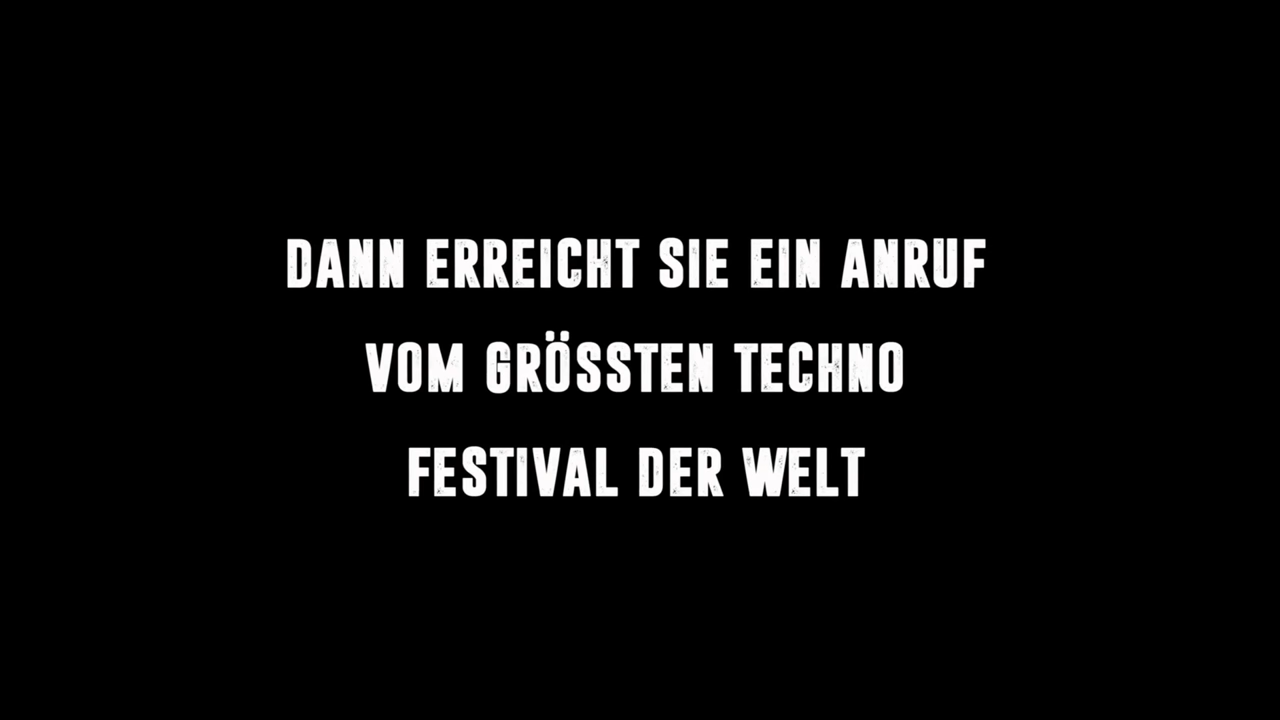 DANN ERREICHT SIE EIN ANRUF
VOM GRÖSSTEN TECHNO
FESTIVAL DER WELT